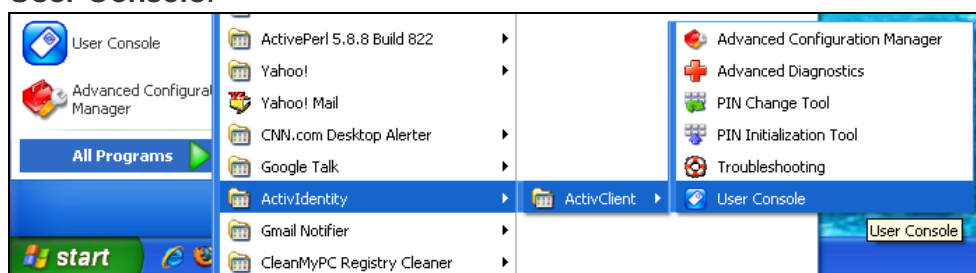 User Console.
User Console
Advanced Configurat
Manager
All Programs
start
ActivePerl 5.8.8 Build 822
Yahoo!
Yahoo! Mail
CNN.com Desktop Alerter
Google Talk
ActivIdentity
Gmail Notifier
CleanMyPC Registry Cleaner
ActivClient
Advanced Configuration Manager
Advanced Diagnostics
PIN Change Tool
PIN Initialization Tool
Troubleshooting
User Console
User Console